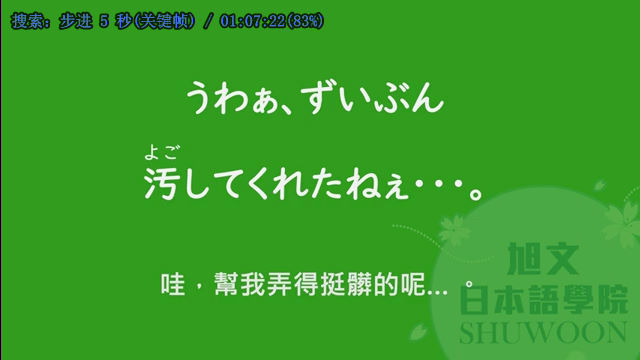 搜索: 步进 5 秒(关键帧) / 01:07:22(83%)
うわぁ、ずいぶん
よご
汚してくれたねぇ・・・。
哇，幫我弄得挺髒的呢... 。
旭文
日本語學院
SHUWOON